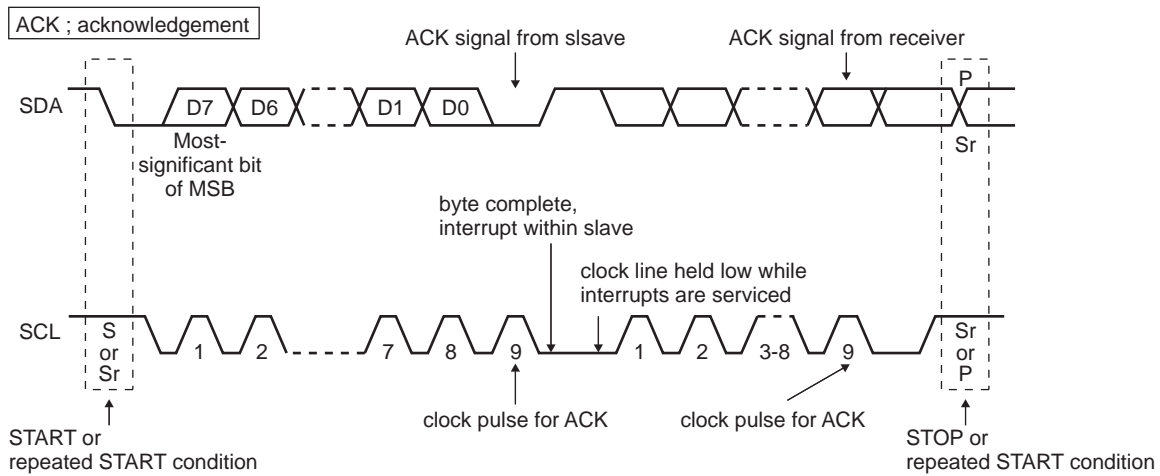 ACK ; acknowledgement
ACK signal from slsave
ACK signal from receiver
SDA
D7
D6
D1
D0
P
Sr
Most-
significant bit
of MSB
byte complete,
interrupt within slave
clock line held low while
interrupts are serviced
SCL
S
or
Sr
1
2
7
8
9
1
2
3-8
9
Sr
or
P
clock pulse for ACK
clock pulse for ACK
START or
repeated START condition
STOP or
repeated START condition